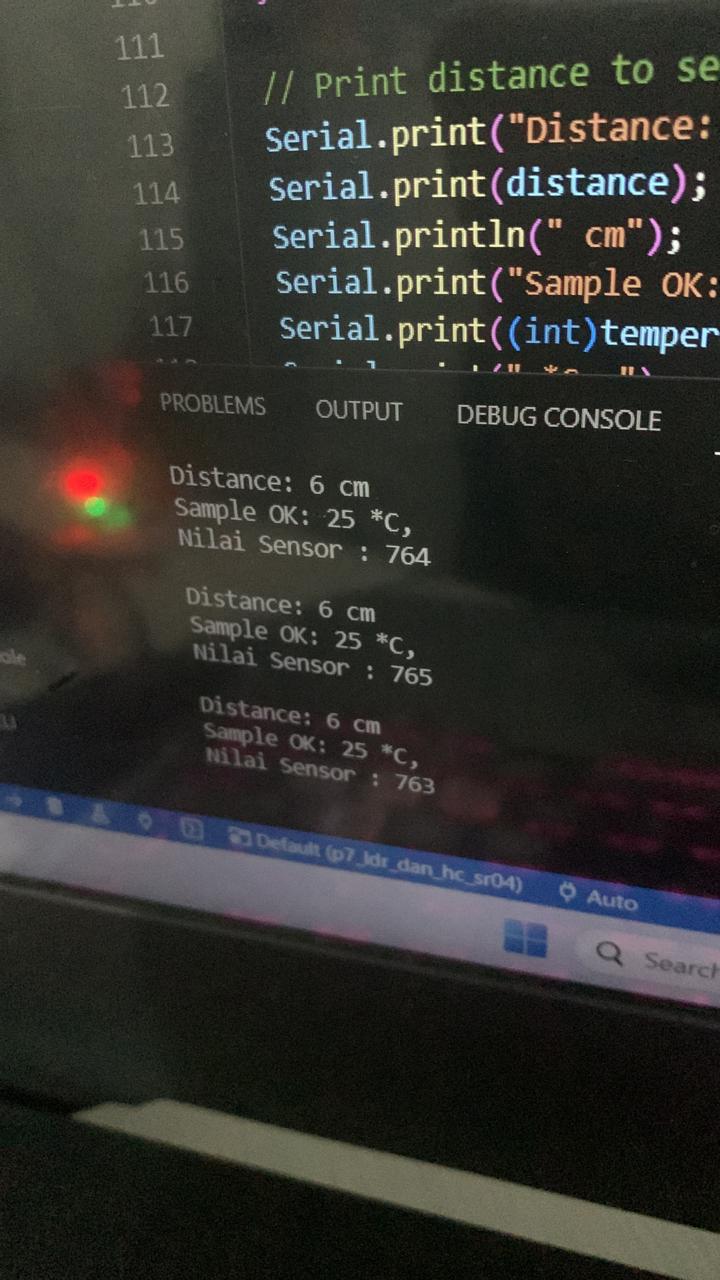 111
112 // Print distance to se
113 Serial.print("Distance:
114 Serial.print(distance);
115 Serial.println(" cm");
116 Serial.print("Sample OK:
117 Serial.print((int)temper
PROBLEMS OUTPUT DEBUG CONSOLE
Distance: 6 cm
Sample OK: 25 *C,
Nilai Sensor : 764
Distance: 6 cm
Sample OK: 25 *C,
Nilai Sensor : 765
Distance: 6 cm
Sample OK: 25 *C,
Nilai Sensor : 763
Default (p7_ldr_dan_hc_sr04) Auto
Search